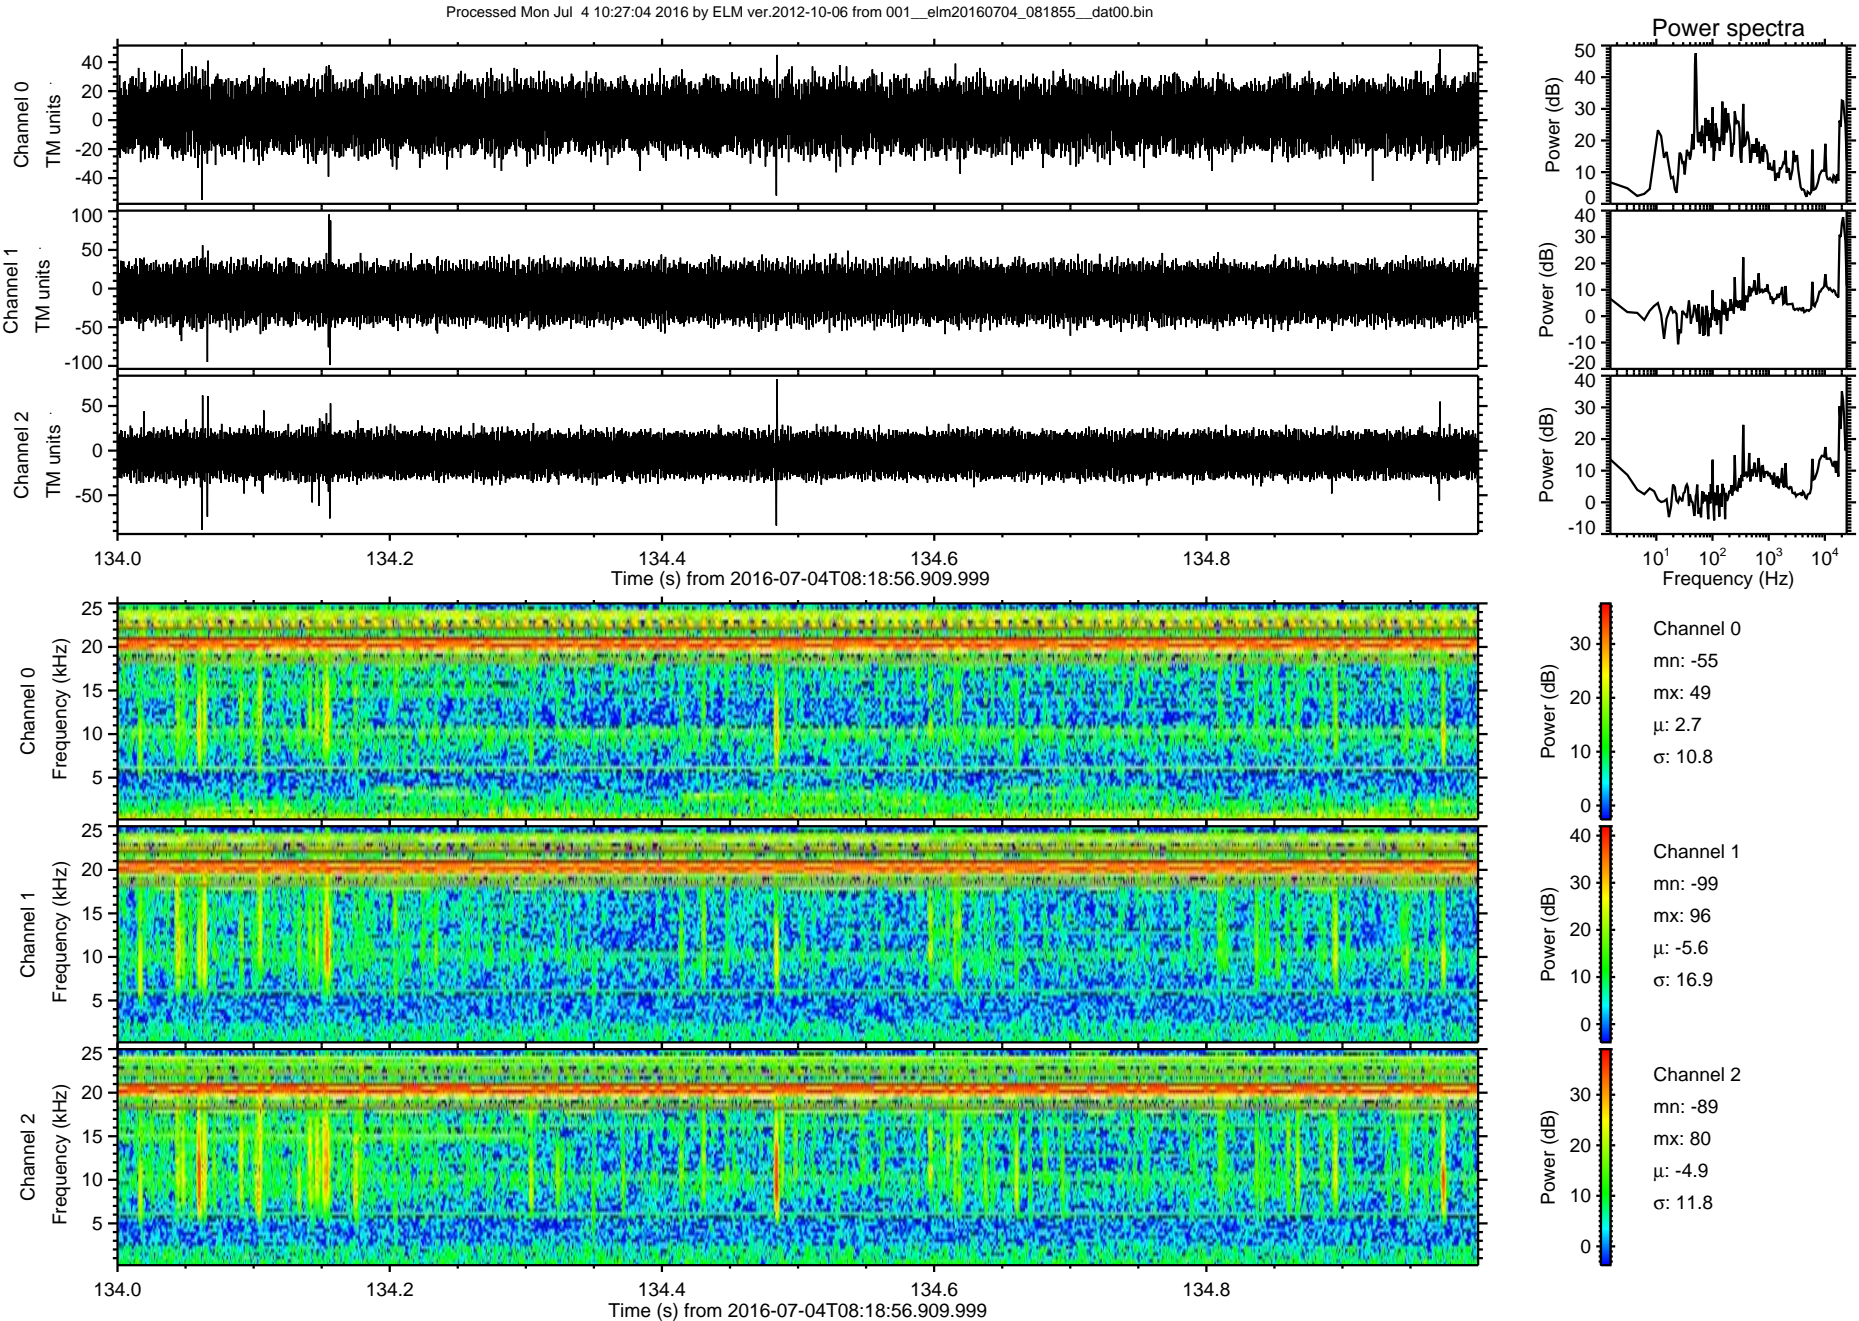 Processed Mon Jul  4 10:27:04 2016 by ELM ver.2012-10-06 from 001__elm20160704_081855__dat00.bin
Power spectra
Channel 0
TM units
40
20
0
-20
-40
Power (dB)
50
40
30
20
10
0
Channel 1
TM units
100
50
0
-50
-100
Power (dB)
40
30
20
10
0
-10
-20
Channel 2
TM units
50
0
-50
Power (dB)
40
30
20
10
0
-10
134.0 134.2 134.4 134.6 134.8
Time (s) from 2016-07-04T08:18:56.909.999
10^1 10^2 10^3 10^4
Frequency (Hz)
Channel 0
Frequency (kHz)
25
20
15
10
5
Power (dB)
30
20
10
0
Channel 0
mn: -55
mx: 49
μ: 2.7
σ: 10.8
Channel 1
Frequency (kHz)
25
20
15
10
5
Power (dB)
40
30
20
10
0
Channel 1
mn: -99
mx: 96
μ: -5.6
σ: 16.9
Channel 2
Frequency (kHz)
25
20
15
10
5
Power (dB)
30
20
10
0
Channel 2
mn: -89
mx: 80
μ: -4.9
σ: 11.8
134.0 134.2 134.4 134.6 134.8
Time (s) from 2016-07-04T08:18:56.909.999